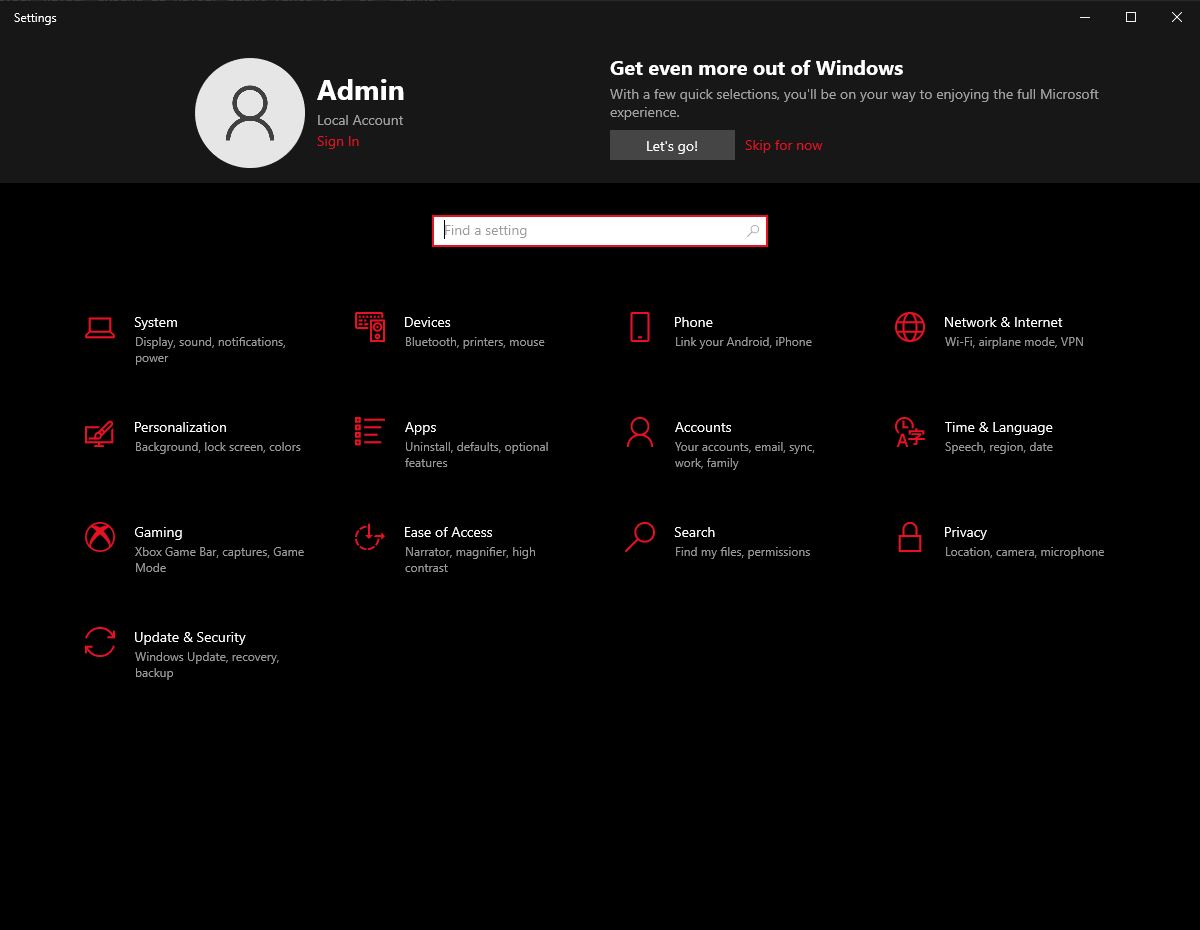 Settings
Admin
Local Account
Sign In
Get even more out of Windows
With a few quick selections, you'll be on your way to enjoying the full Microsoft
experience.
Let's go!
Skip for now
Find a setting
System
Display, sound, notifications,
power
Devices
Bluetooth, printers, mouse
Phone
Link your Android, iPhone
Network & Internet
Wi-Fi, airplane mode, VPN
Personalization
Background, lock screen, colors
Apps
Uninstall, defaults, optional
features
Accounts
Your accounts, email, sync,
work, family
Time & Language
Speech, region, date
Gaming
Xbox Game Bar, captures, Game
Mode
Ease of Access
Narrator, magnifier, high
contrast
Search
Find my files, permissions
Privacy
Location, camera, microphone
Update & Security
Windows Update, recovery,
backup